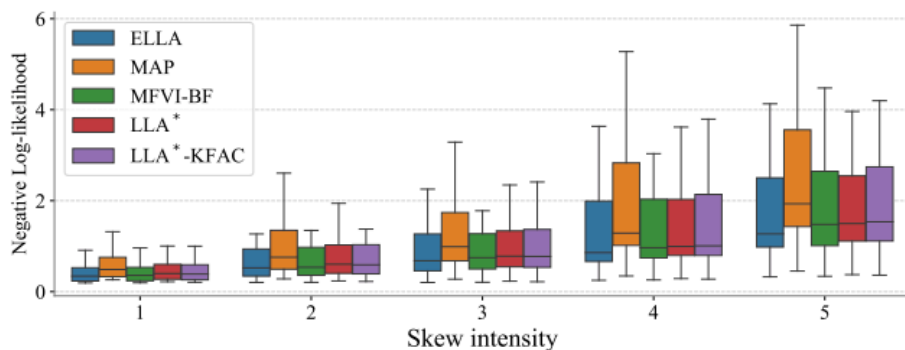 6
4
2
0
Negative Log-likelihood
ELLA
MAP
MFVI-BF
LLA*
LLA*-KFAC
1 2 3 4 5
Skew intensity